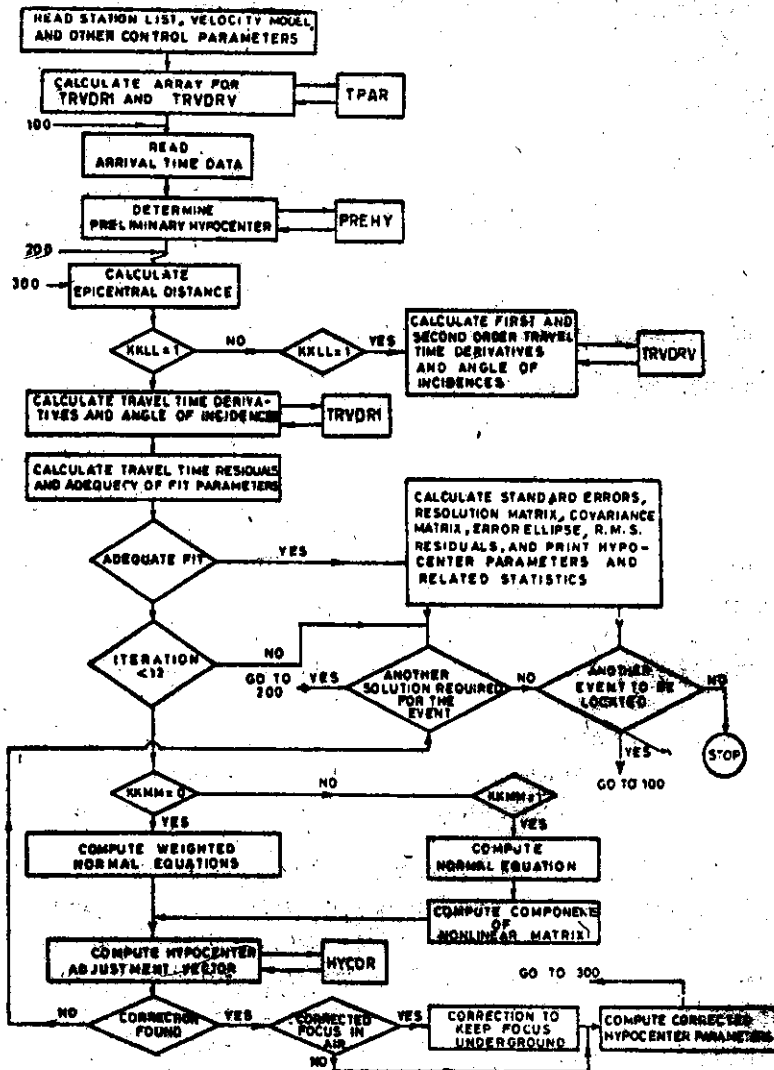 READ STATION LIST, VELOCITY MODEL
AND OTHER CONTROL PARAMETERS
CALCULATE ARRAY FOR
TRVDR1 AND TRVDRV
TPAR
100
READ
ARRIVAL TIME DATA
DETERMINE
PRELIMINARY HYPOCENTER
PREHY
200
300
CALCULATE
EPICENTRAL DISTANCE
KKLL=1
NO
KKLL=1
YES
CALCULATE FIRST AND
SECOND ORDER TRAVEL
TIME DERIVATIVES
AND ANGLE OF
INCIDENCES
TRVDRV
CALCULATE TRAVEL TIME DERIVA-
TIVES AND ANGLE OF INCIDENCES
TRVDR1
CALCULATE TRAVEL TIME RESIDUALS
AND ADEQUECY OF FIT PARAMETERS
CALCULATE STANDARD ERRORS,
RESOLUTION MATRIX, COVARIANCE
MATRIX, ERROR ELLIPSE, R.M.S.
RESIDUALS, AND PRINT HYPO-
CENTER PARAMETERS AND
RELATED STATISTICS
ADEQUATE FIT
YES
ITERATION
<12
NO
GO TO
200
YES
ANOTHER
SOLUTION REQUIRED
FOR THE
EVENT
NO
ANOTHER
EVENT TO BE
LOCATED
NO
STOP
YES
GO TO 100
KKMM=0
NO
KKMM=1
YES
YES
COMPUTE WEIGHTED
NORMAL EQUATIONS
COMPUTE
NORMAL EQUATION
COMPUTE COMPONENTS
OF
NONLINEAR MATRIX
COMPUTE HYPOCENTER
ADJUSTMENT VECTOR
HYCOR
GO TO 300
NO
CORRECTION
FOUND
YES
CORRECTED
FOCUS IN
AIR
YES
CORRECTION TO
KEEP FOCUS
UNDERGROUND
COMPUTE CORRECTED
HYPOCENTER PARAMETERS
NO